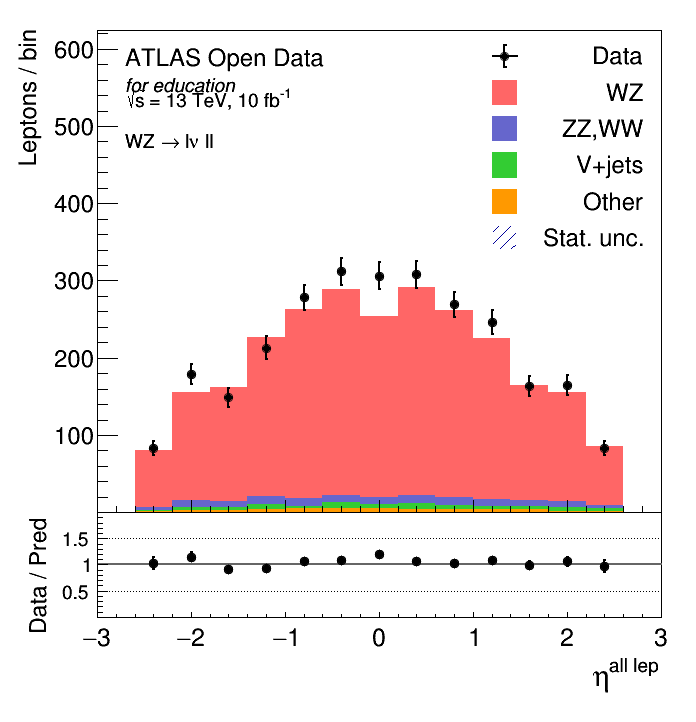 Leptons / bin
600
500
400
300
200
100
ATLAS Open Data
for education
√s = 13 TeV, 10 fb⁻¹
WZ → lν ll
Data
WZ
ZZ,WW
V+jets
Other
Stat. unc.
Data / Pred
1.5
1
0.5
−3 −2 −1 0 1 2 3
η^all lep